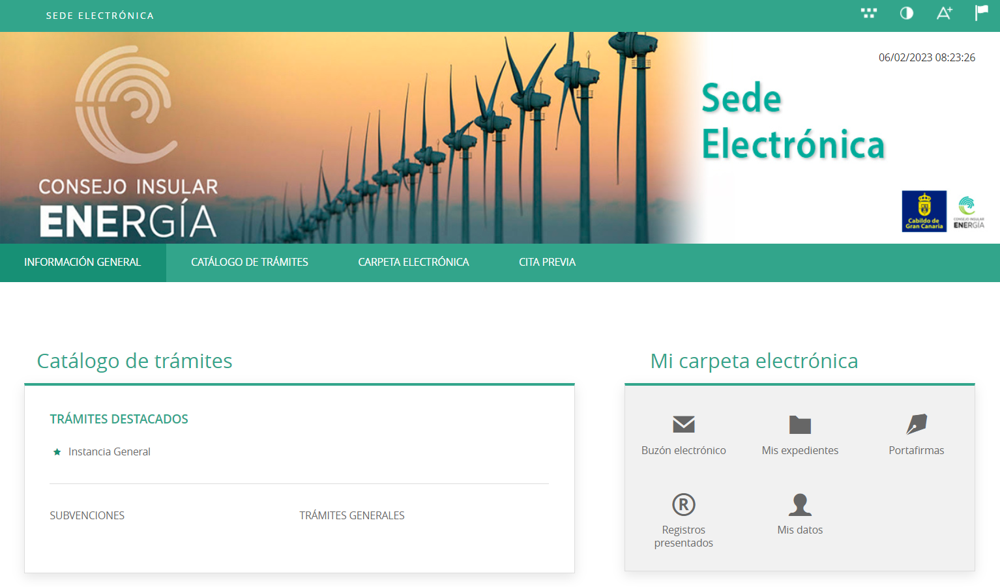 SEDE ELECTRÓNICA
06/02/2023 08:23:26
CONSEJO INSULAR
ENERGÍA
Sede
Electrónica
Cabildo de
Gran Canaria
CONSEJO INSULAR
ENERGÍA
INFORMACIÓN GENERAL
CATÁLOGO DE TRÁMITES
CARPETA ELECTRÓNICA
CITA PREVIA
Catálogo de trámites
TRÁMITES DESTACADOS
Instancia General
SUBVENCIONES
TRÁMITES GENERALES
Mi carpeta electrónica
Buzón electrónico
Mis expedientes
Portafirmas
R
Registros
presentados
Mis datos